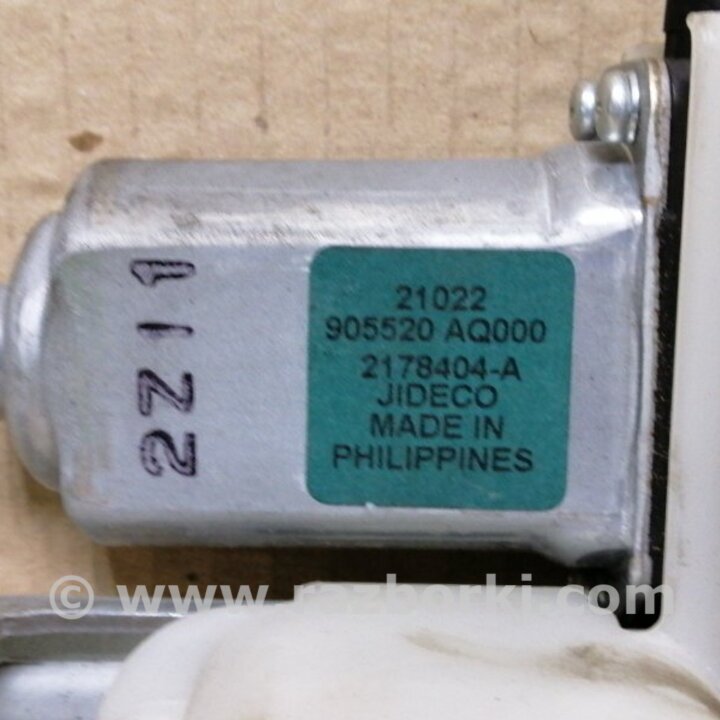 2Z11
21022
905520 AQ000
2178404-A
JIDECO
MADE IN
PHILIPPINES
© www.razborki.com